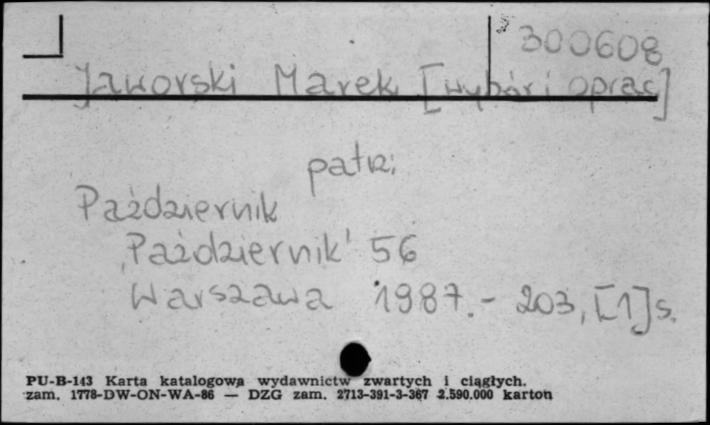 300608
Jaworski Marek [wybór i oprac]
patrz:
Październik
"Październik" 56
Warszawa 1987.- 203, [1] s.
PU-B-143 Karta katalogowa wydawnictw zwartych i ciągłych.
zam. 1778-DW-ON-WA-86 — DZG zam. 2713-391-3-367 2.590.000 karton